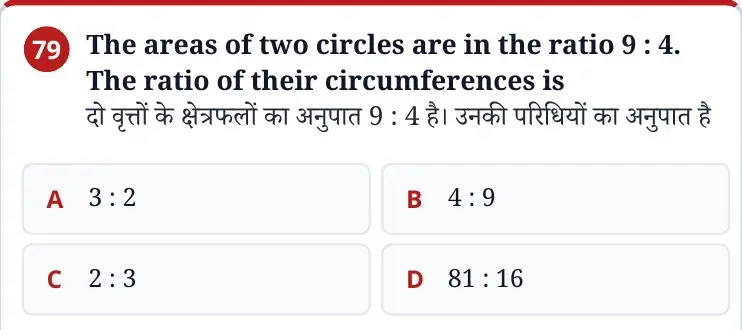 79 The areas of two circles are in the ratio 9 : 4.
The ratio of their circumferences is
दो वृत्तों के क्षेत्रफलों का अनुपात 9 : 4 है। उनकी परिधियों का अनुपात है
A 3 : 2
B 4 : 9
C 2 : 3
D 81 : 16